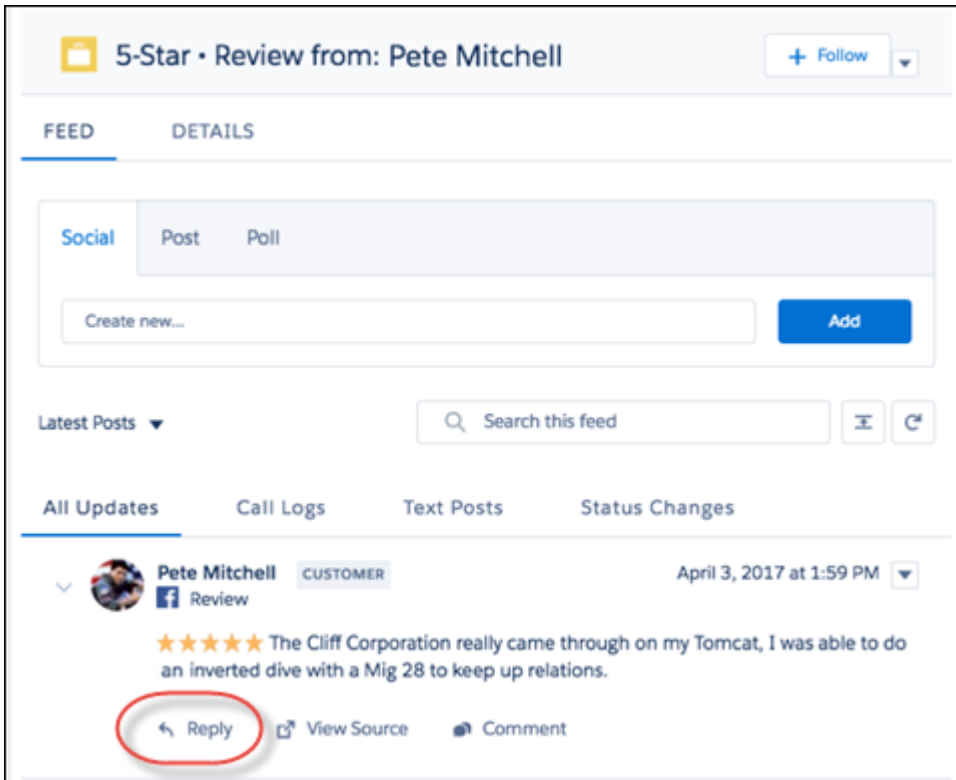 5-Star • Review from: Pete Mitchell
+ Follow
FEED DETAILS
Social Post Poll
Create new...
Add
Latest Posts
Search this feed
All Updates Call Logs Text Posts Status Changes
Pete Mitchell CUSTOMER April 3, 2017 at 1:59 PM
f Review
★★★★★ The Cliff Corporation really came through on my Tomcat, I was able to do
an inverted dive with a Mig 28 to keep up relations.
Reply View Source Comment